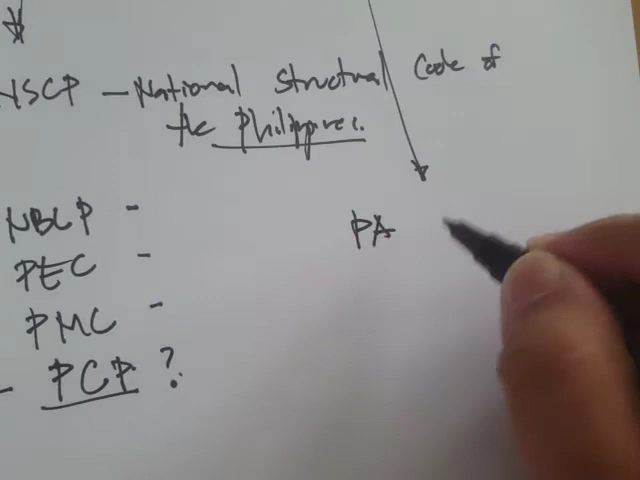 NSCP - National Structural Code of
the Philippines.
NBCP -
PA
PEC -
PMC -
- PCP ?